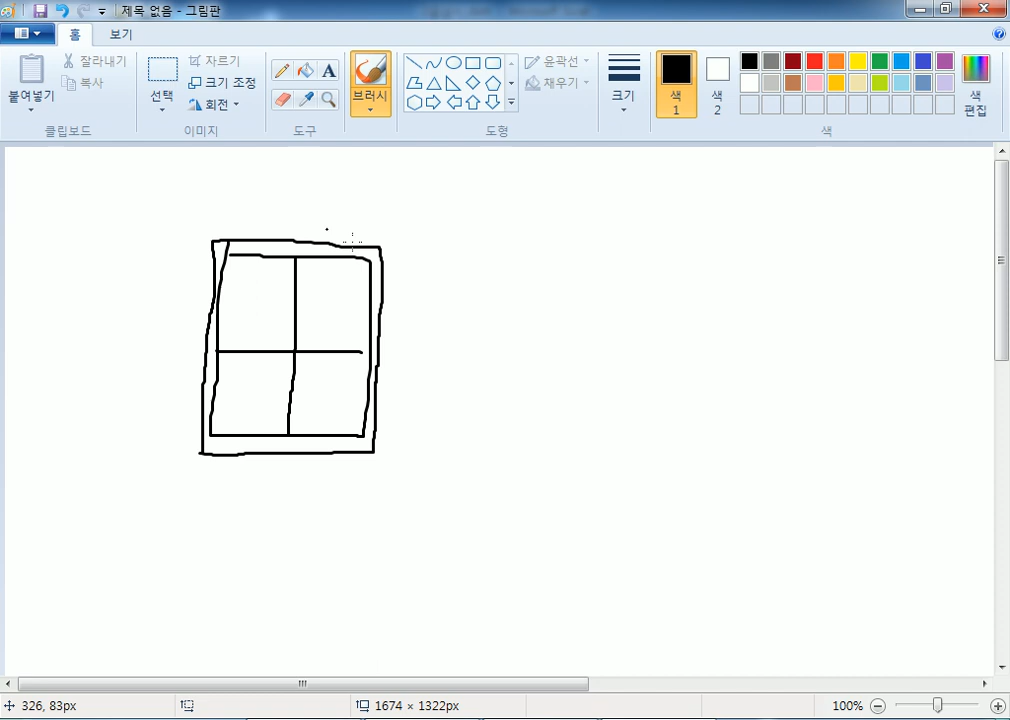 제목 없음 - 그림판
홈 보기
붙여넣기
잘라내기
복사
클립보드
선택
자르기
크기 조정
회전
이미지
A
도구
브러시
윤곽선
채우기
도형
크기
색
1
색
2
색
편집
색
326, 83px
1674 × 1322px
100%